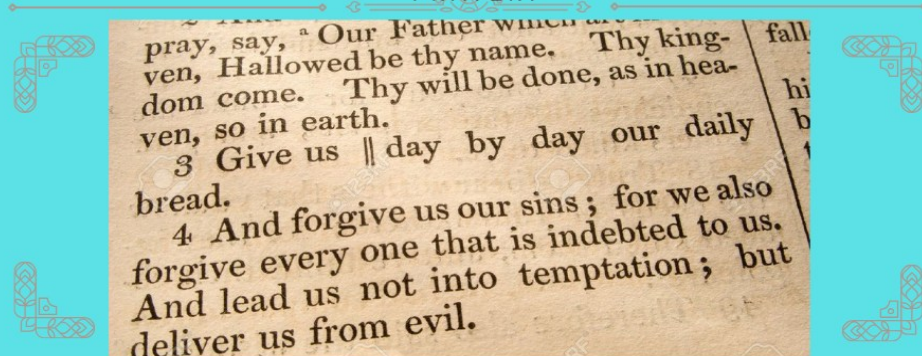 pray, say, ª Our Father which
ven, Hallowed be thy name. Thy king-
dom come. Thy will be done, as in hea-
ven, so in earth.
3 Give us ‖ day by day our daily
bread.
4 And forgive us our sins; for we also
forgive every one that is indebted to us.
And lead us not into temptation; but
deliver us from evil.
fall
hi
b